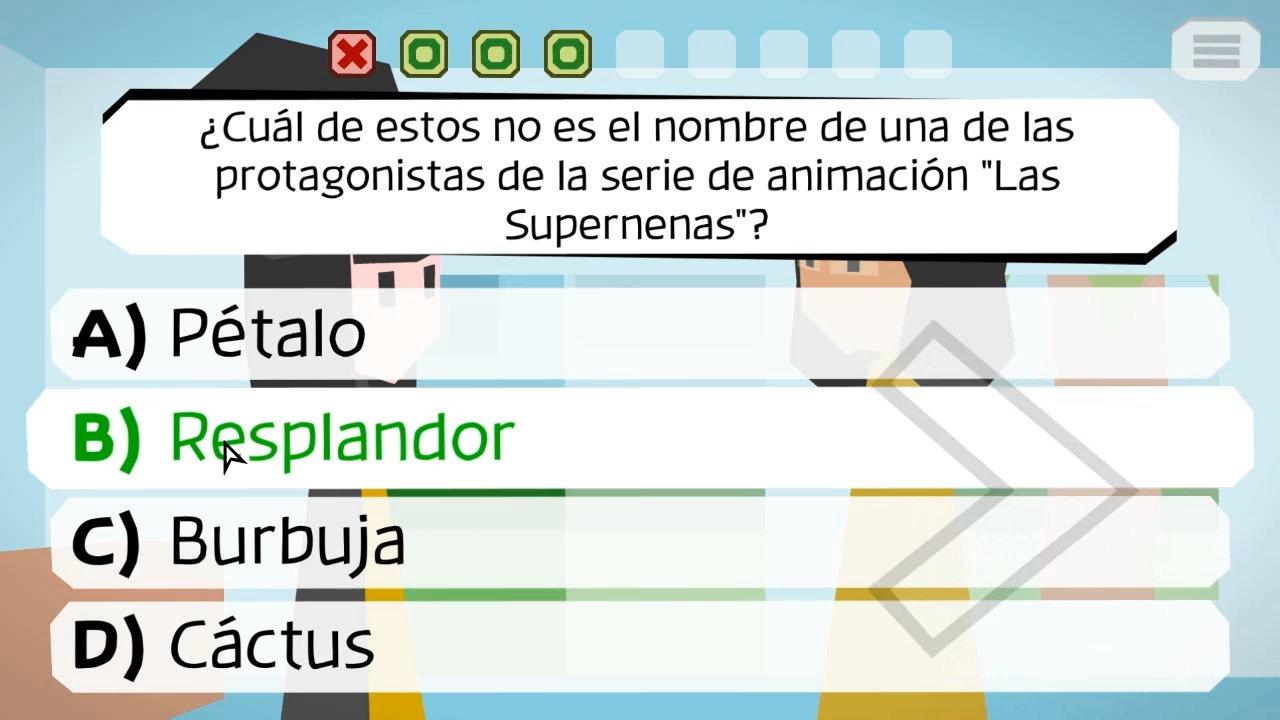 ¿Cuál de estos no es el nombre de una de las
protagonistas de la serie de animación "Las
Supernenas"?
A) Pétalo
B) Resplandor
C) Burbuja
D) Cáctus